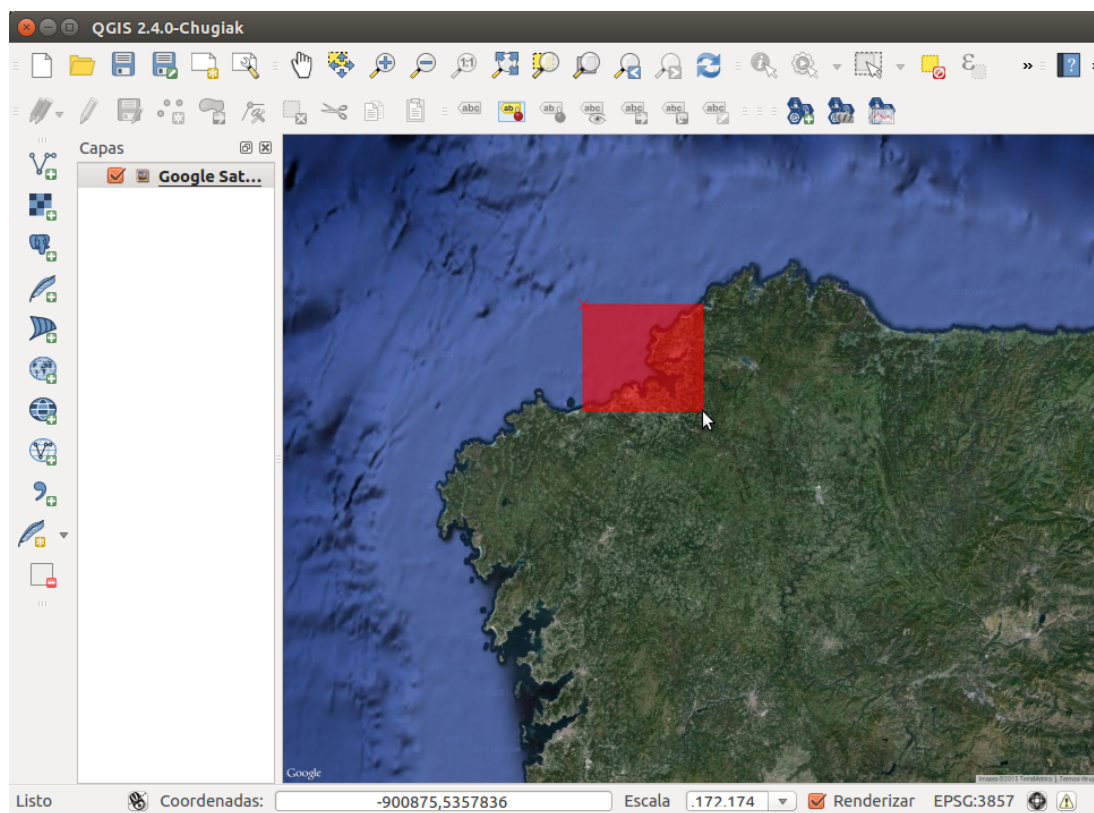 QGIS 2.4.0-Chugiak
Capas
Google Sat...
Google
Listo
Coordenadas:
-900875,5357836
Escala
.172.174
Renderizar
EPSG:3857